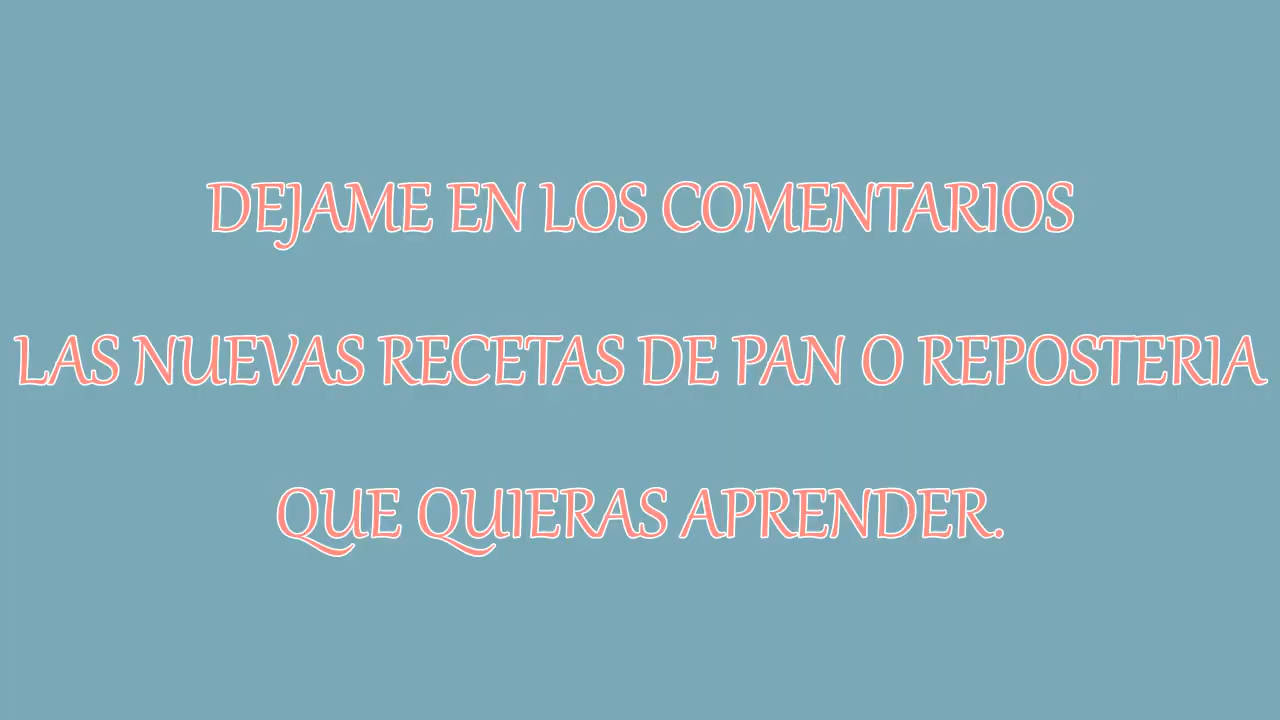 DEJAME EN LOS COMENTARIOS
LAS NUEVAS RECETAS DE PAN O REPOSTERIA
QUE QUIERAS APRENDER.